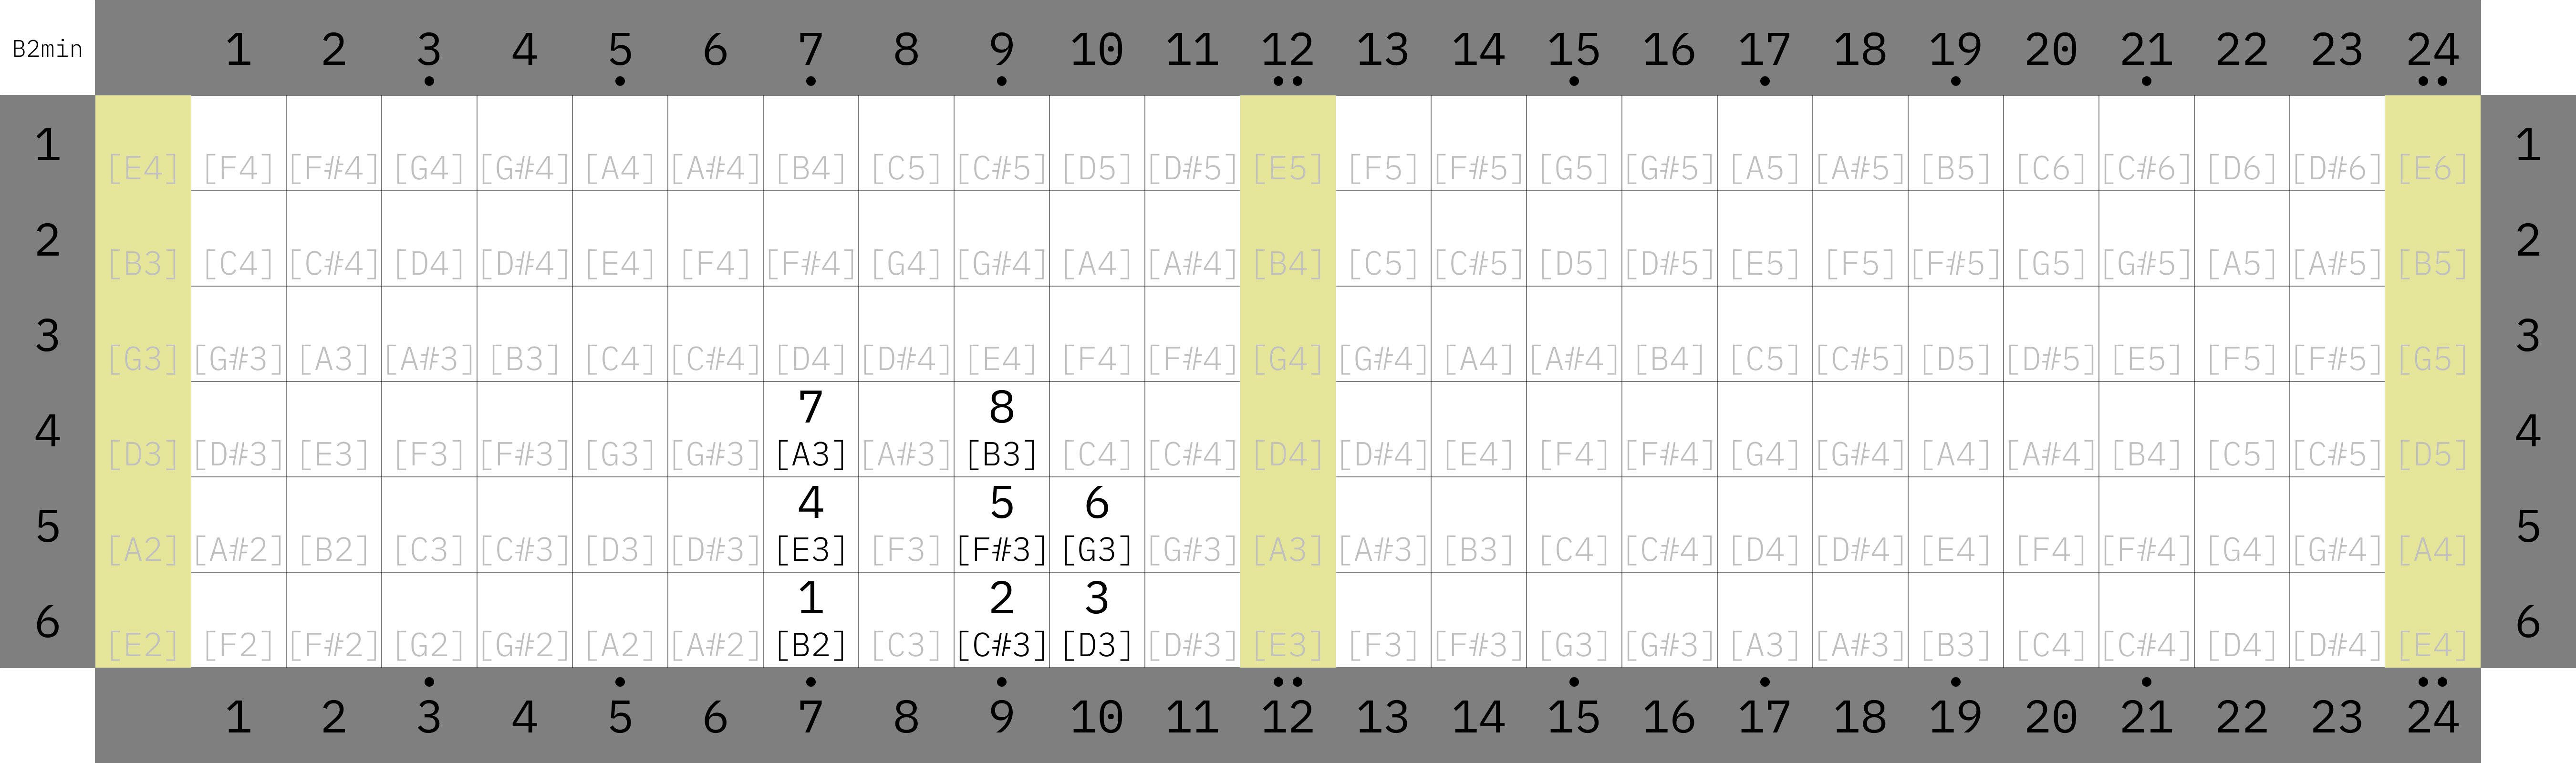 B2min 1 2 3 4 5 6 7 8 9 10 11 12 13 14 15 16 17 18 19 20 21 22 23 24
1 [E4] [F4] [F#4] [G4] [G#4] [A4] [A#4] [B4] [C5] [C#5] [D5] [D#5] [E5] [F5] [F#5] [G5] [G#5] [A5] [A#5] [B5] [C6] [C#6] [D6] [D#6] [E6] 1
2 [B3] [C4] [C#4] [D4] [D#4] [E4] [F4] [F#4] [G4] [G#4] [A4] [A#4] [B4] [C5] [C#5] [D5] [D#5] [E5] [F5] [F#5] [G5] [G#5] [A5] [A#5] [B5] 2
3 [G3] [G#3] [A3] [A#3] [B3] [C4] [C#4] [D4] [D#4] [E4] [F4] [F#4] [G4] [G#4] [A4] [A#4] [B4] [C5] [C#5] [D5] [D#5] [E5] [F5] [F#5] [G5] 3
7 8
4 [D3] [D#3] [E3] [F3] [F#3] [G3] [G#3] [A3] [A#3] [B3] [C4] [C#4] [D4] [D#4] [E4] [F4] [F#4] [G4] [G#4] [A4] [A#4] [B4] [C5] [C#5] [D5] 4
4 5 6
5 [A2] [A#2] [B2] [C3] [C#3] [D3] [D#3] [E3] [F3] [F#3] [G3] [G#3] [A3] [A#3] [B3] [C4] [C#4] [D4] [D#4] [E4] [F4] [F#4] [G4] [G#4] [A4] 5
1 2 3
6 [E2] [F2] [F#2] [G2] [G#2] [A2] [A#2] [B2] [C3] [C#3] [D3] [D#3] [E3] [F3] [F#3] [G3] [G#3] [A3] [A#3] [B3] [C4] [C#4] [D4] [D#4] [E4] 6
1 2 3 4 5 6 7 8 9 10 11 12 13 14 15 16 17 18 19 20 21 22 23 24